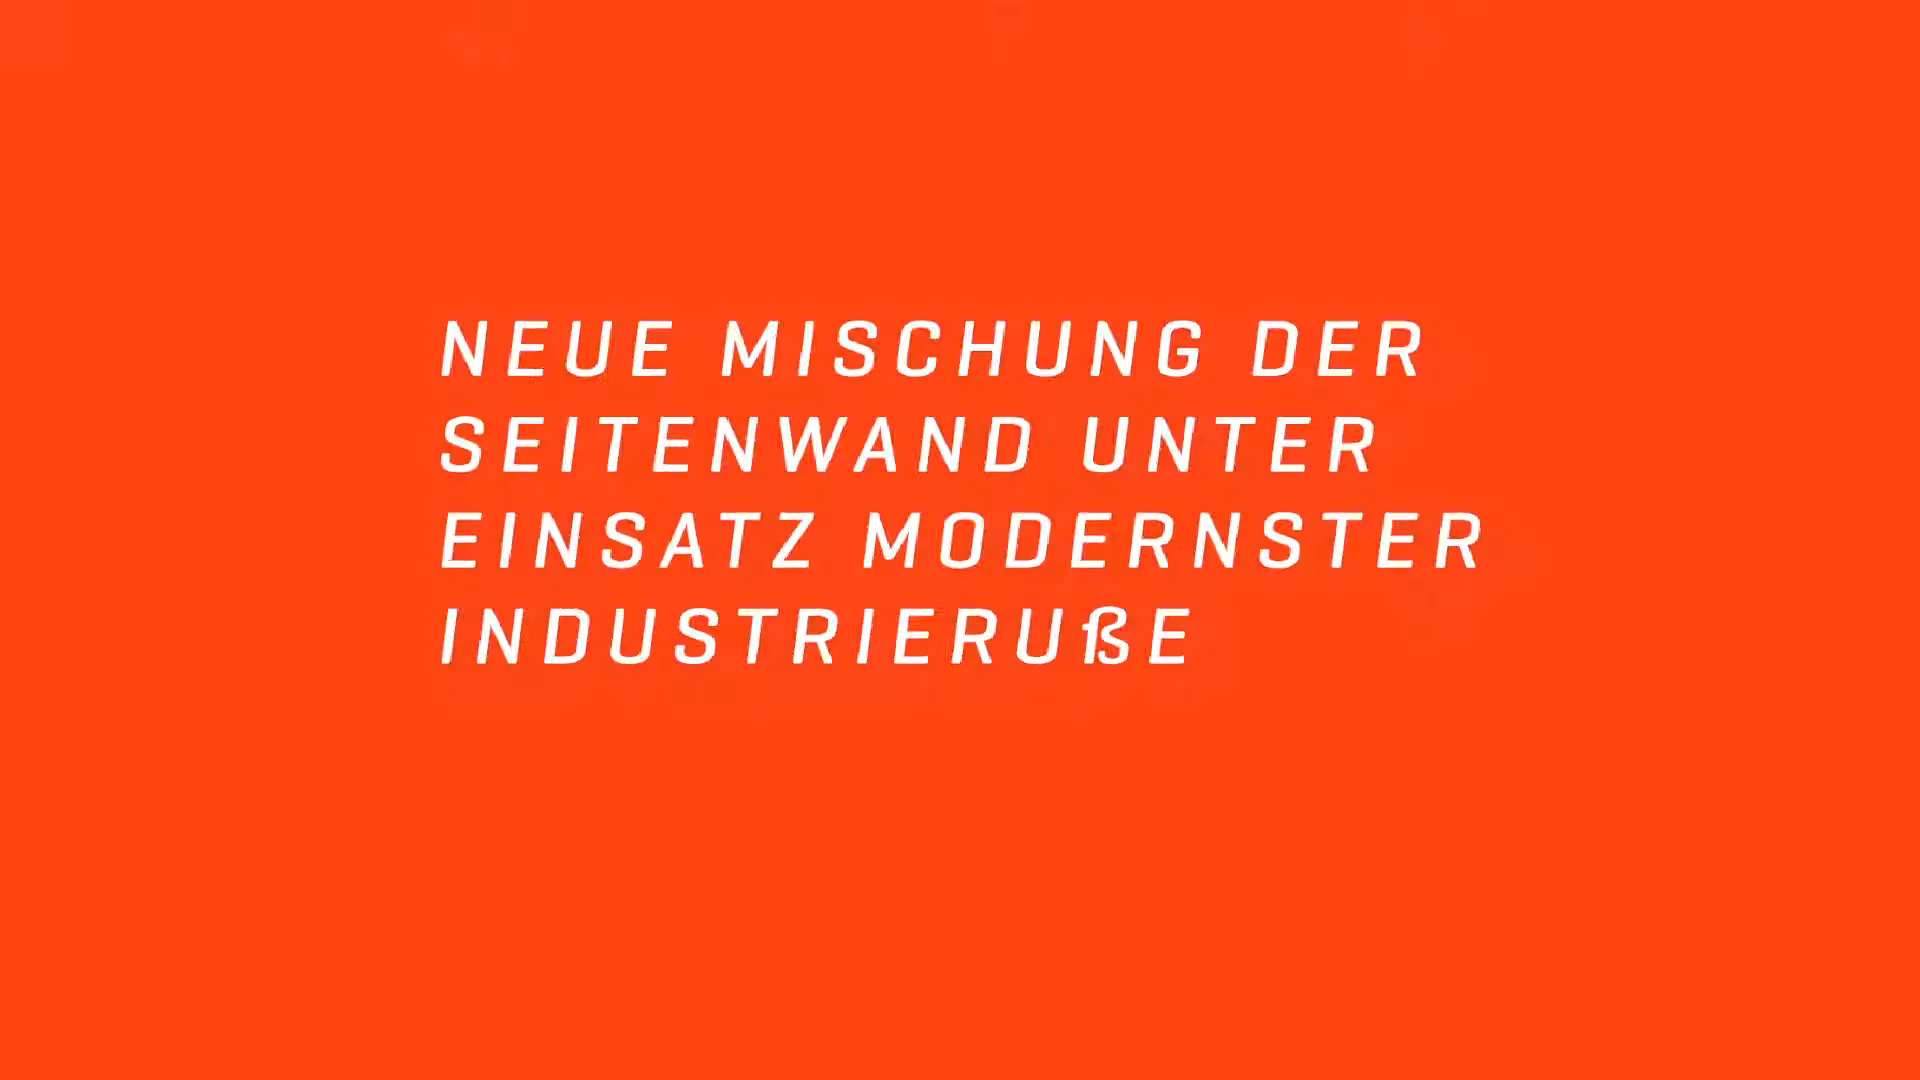 NEUE MISCHUNG DER
SEITENWAND UNTER
EINSATZ MODERNSTER
INDUSTRIERUßE